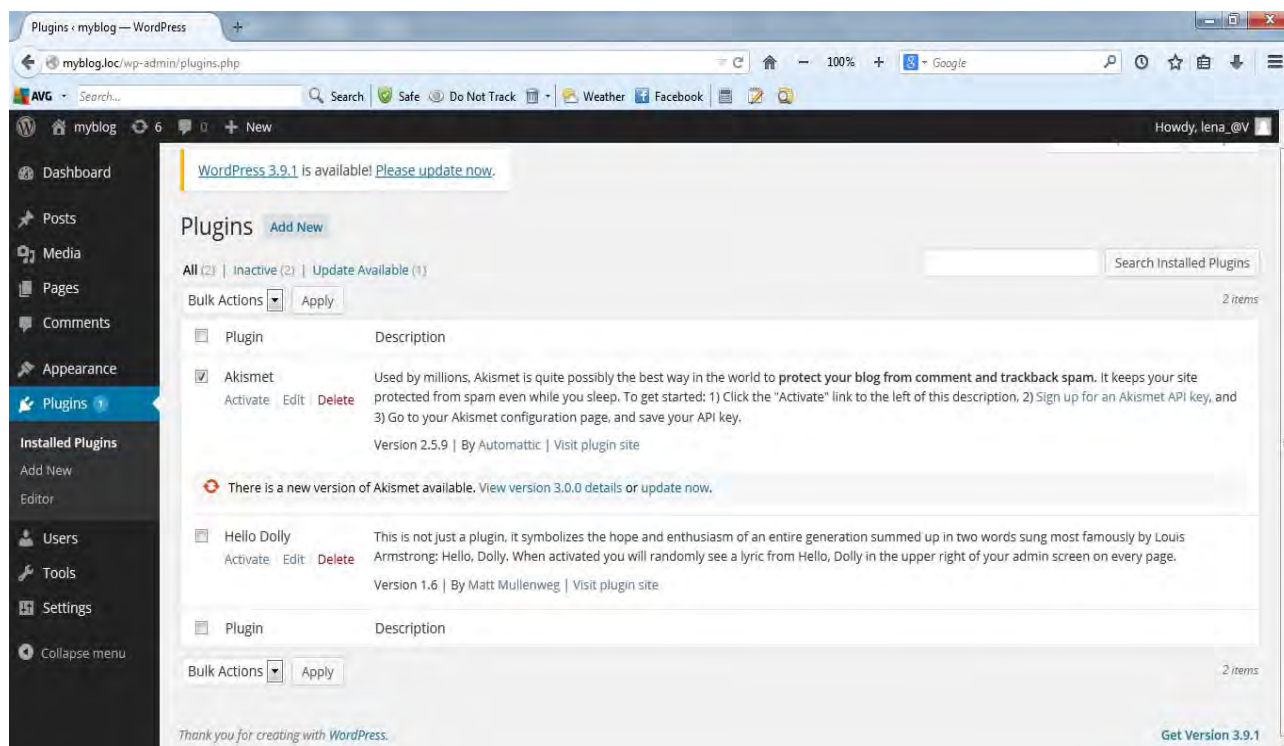 Plugins ‹ myblog — WordPress
myblog.loc/wp-admin/plugins.php
100%
Google
AVG
Search...
Search
Safe
Do Not Track
Weather
Facebook
myblog
6
0
New
Howdy, lena_@V
Dashboard
Posts
Media
Pages
Comments
Appearance
Plugins 1
Installed Plugins
Add New
Editor
Users
Tools
Settings
Collapse menu
WordPress 3.9.1 is available! Please update now.
Plugins Add New
All (2) | Inactive (2) | Update Available (1)
Search Installed Plugins
Bulk Actions Apply
2 items
Plugin Description
Akismet
Activate Edit Delete
Used by millions, Akismet is quite possibly the best way in the world to protect your blog from comment and trackback spam. It keeps your site
protected from spam even while you sleep. To get started: 1) Click the "Activate" link to the left of this description, 2) Sign up for an Akismet API key, and
3) Go to your Akismet configuration page, and save your API key.
Version 2.5.9 | By Automattic | Visit plugin site
There is a new version of Akismet available. View version 3.0.0 details or update now.
Hello Dolly
Activate Edit Delete
This is not just a plugin, it symbolizes the hope and enthusiasm of an entire generation summed up in two words sung most famously by Louis
Armstrong: Hello, Dolly. When activated you will randomly see a lyric from Hello, Dolly in the upper right of your admin screen on every page.
Version 1.6 | By Matt Mullenweg | Visit plugin site
Plugin Description
Bulk Actions Apply
2 items
Thank you for creating with WordPress.
Get Version 3.9.1